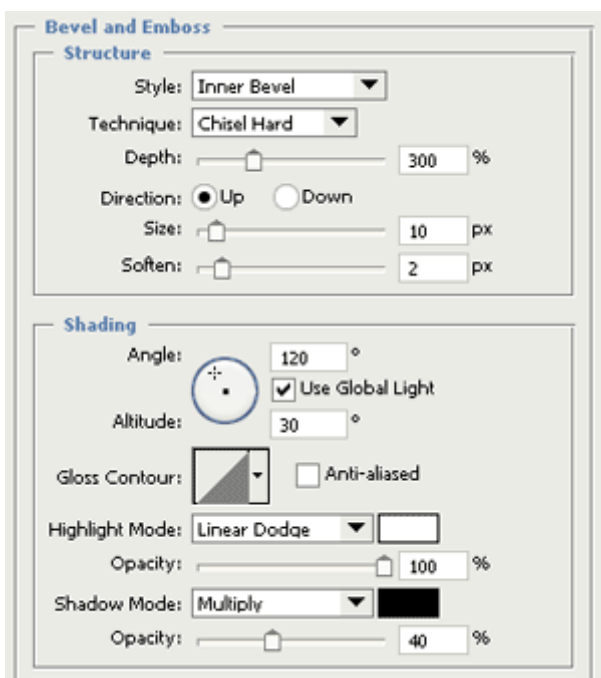 Bevel and Emboss
Structure
Style: Inner Bevel
Technique: Chisel Hard
Depth: 300 %
Direction: Up Down
Size: 10 px
Soften: 2 px
Shading
Angle: 120 °
Use Global Light
Altitude: 30 °
Gloss Contour: Anti-aliased
Highlight Mode: Linear Dodge
Opacity: 100 %
Shadow Mode: Multiply
Opacity: 40 %